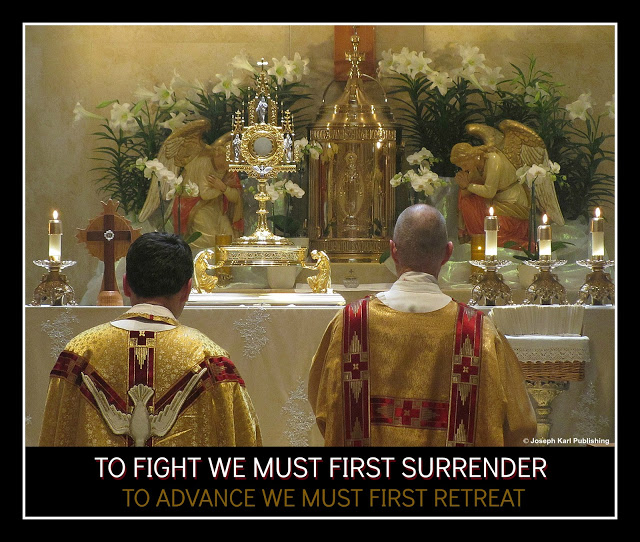 © Joseph Karl Publishing
TO FIGHT WE MUST FIRST SURRENDER
TO ADVANCE WE MUST FIRST RETREAT